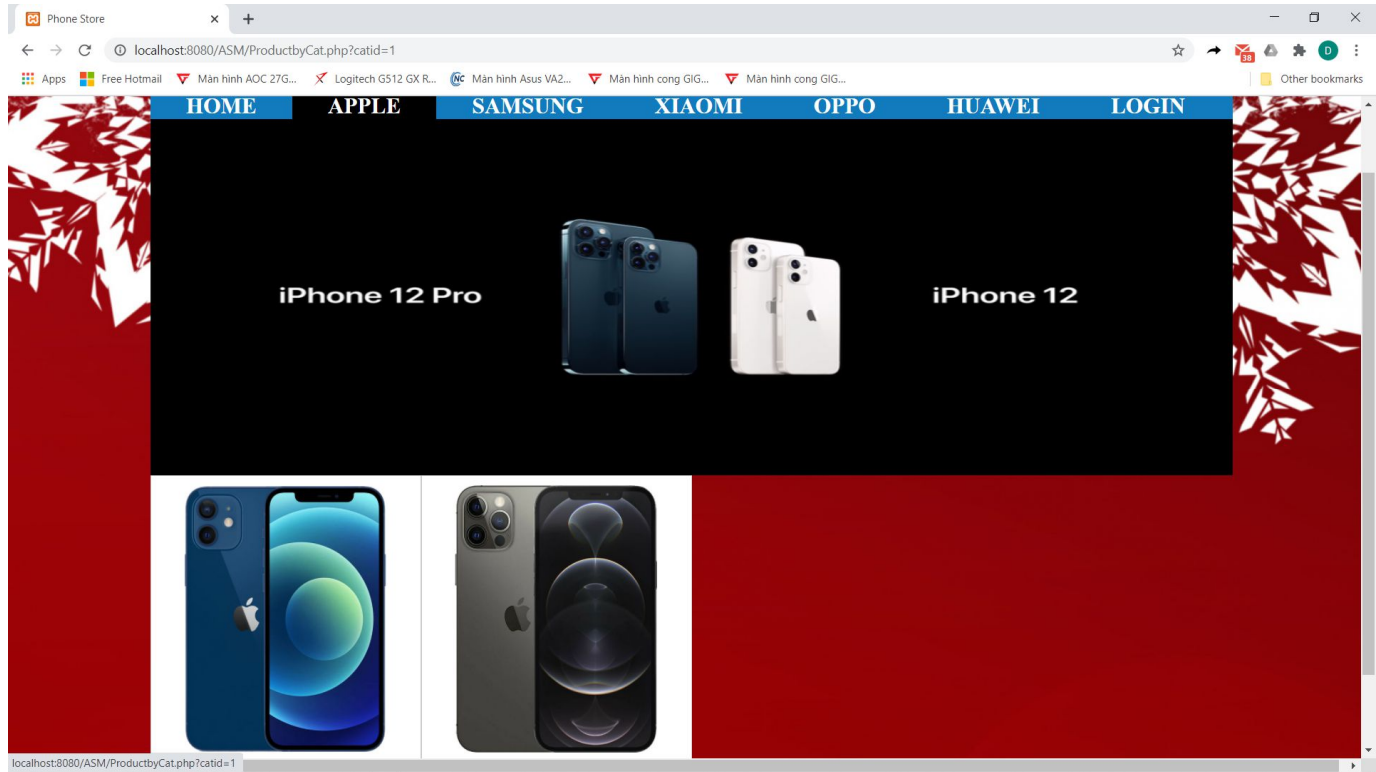 Phone Store
localhost:8080/ASM/ProductbyCat.php?catid=1
38
D
Apps Free Hotmail Màn hình AOC 27G... Logitech G512 GX R... NC Màn hình Asus VA2... Màn hình cong GIG... Màn hình cong GIG... Other bookmarks
HOME APPLE SAMSUNG XIAOMI OPPO HUAWEI LOGIN
iPhone 12 Pro iPhone 12
localhost:8080/ASM/ProductbyCat.php?catid=1